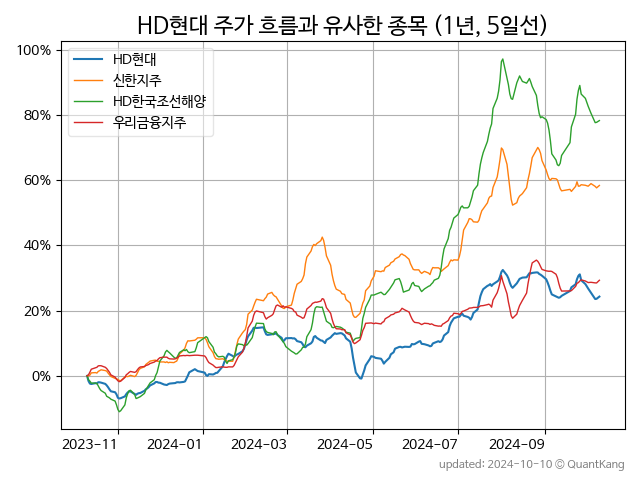 HD현대 주가 흐름과 유사한 종목 (1년, 5일선)
HD현대
신한지주
HD한국조선해양
우리금융지주
100%
80%
60%
40%
20%
0%
2023-11
2024-01
2024-03
2024-05
2024-07
2024-09
updated: 2024-10-10 © QuantKang